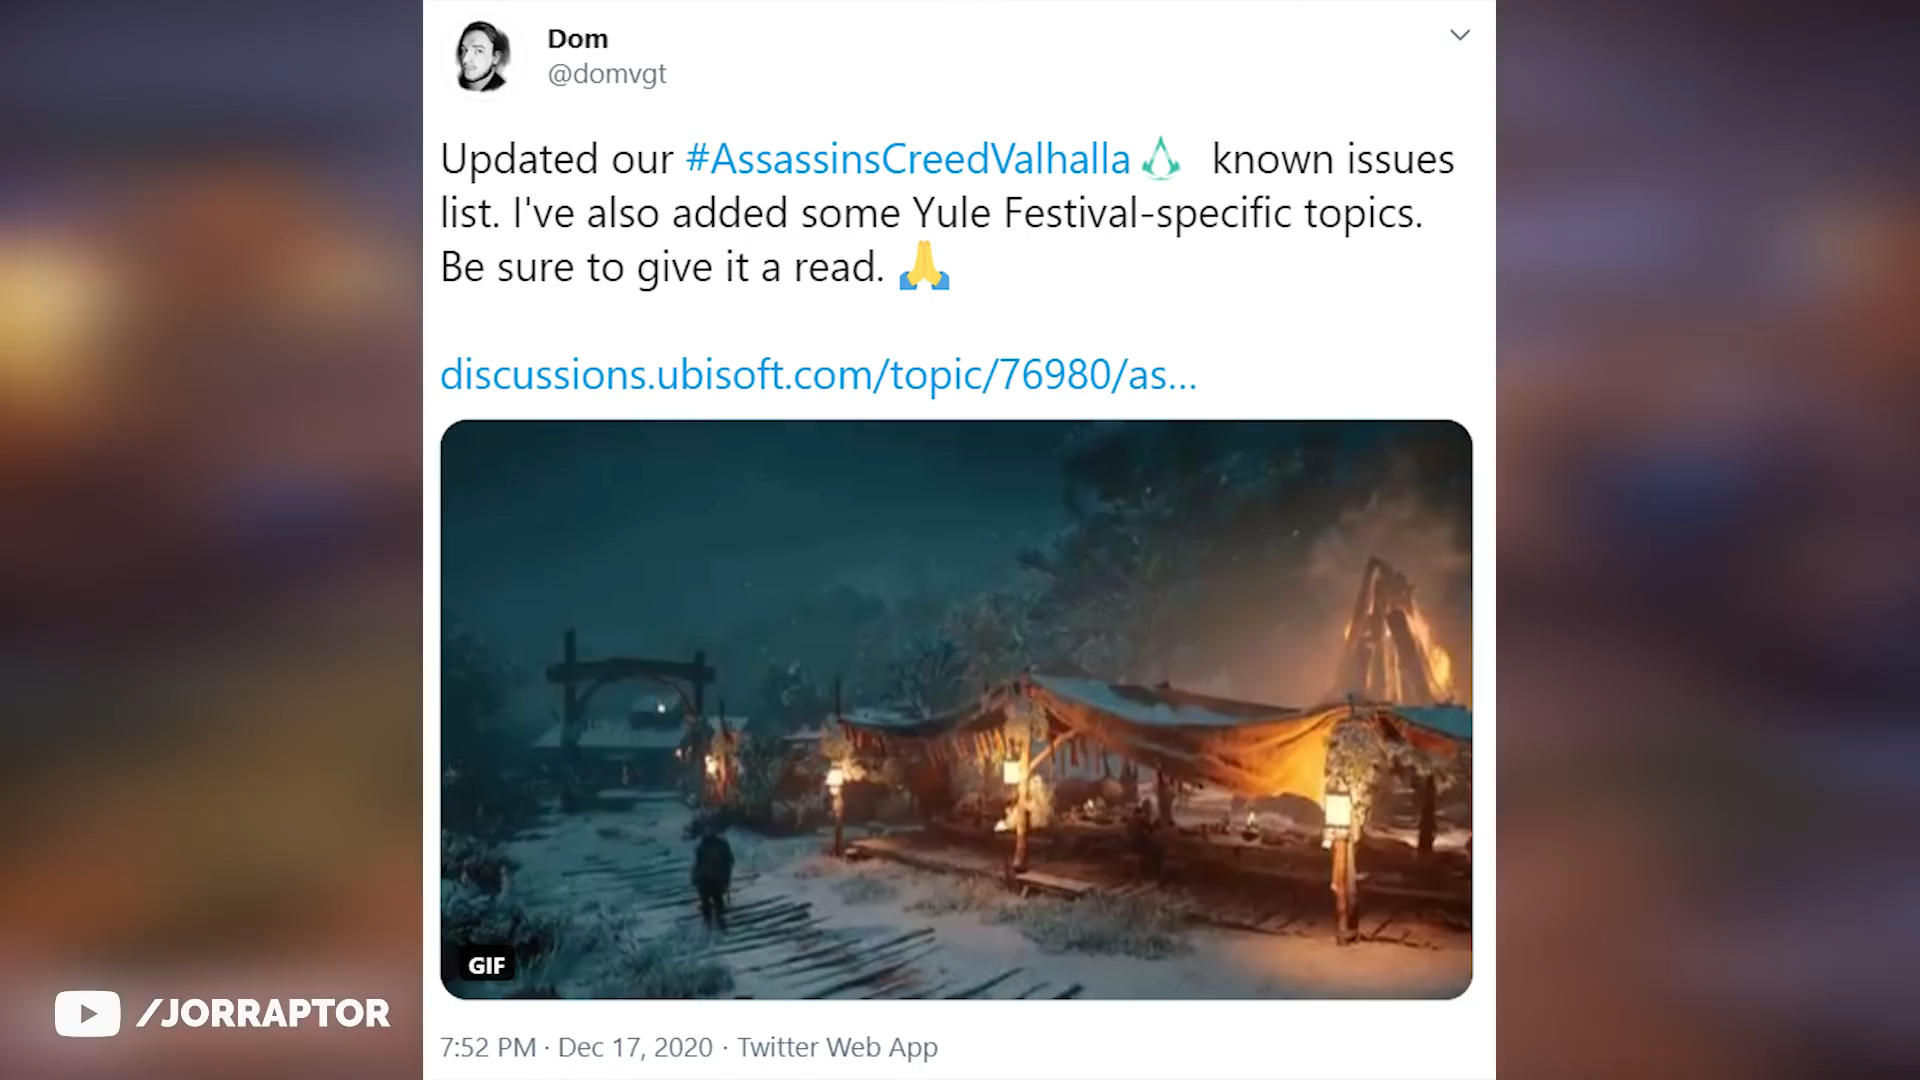 Dom
@domvgt
Updated our #AssassinsCreedValhalla known issues
list. I've also added some Yule Festival-specific topics.
Be sure to give it a read. 🙏
discussions.ubisoft.com/topic/76980/as...
GIF
/JORRAPTOR
7:52 PM · Dec 17, 2020 · Twitter Web App